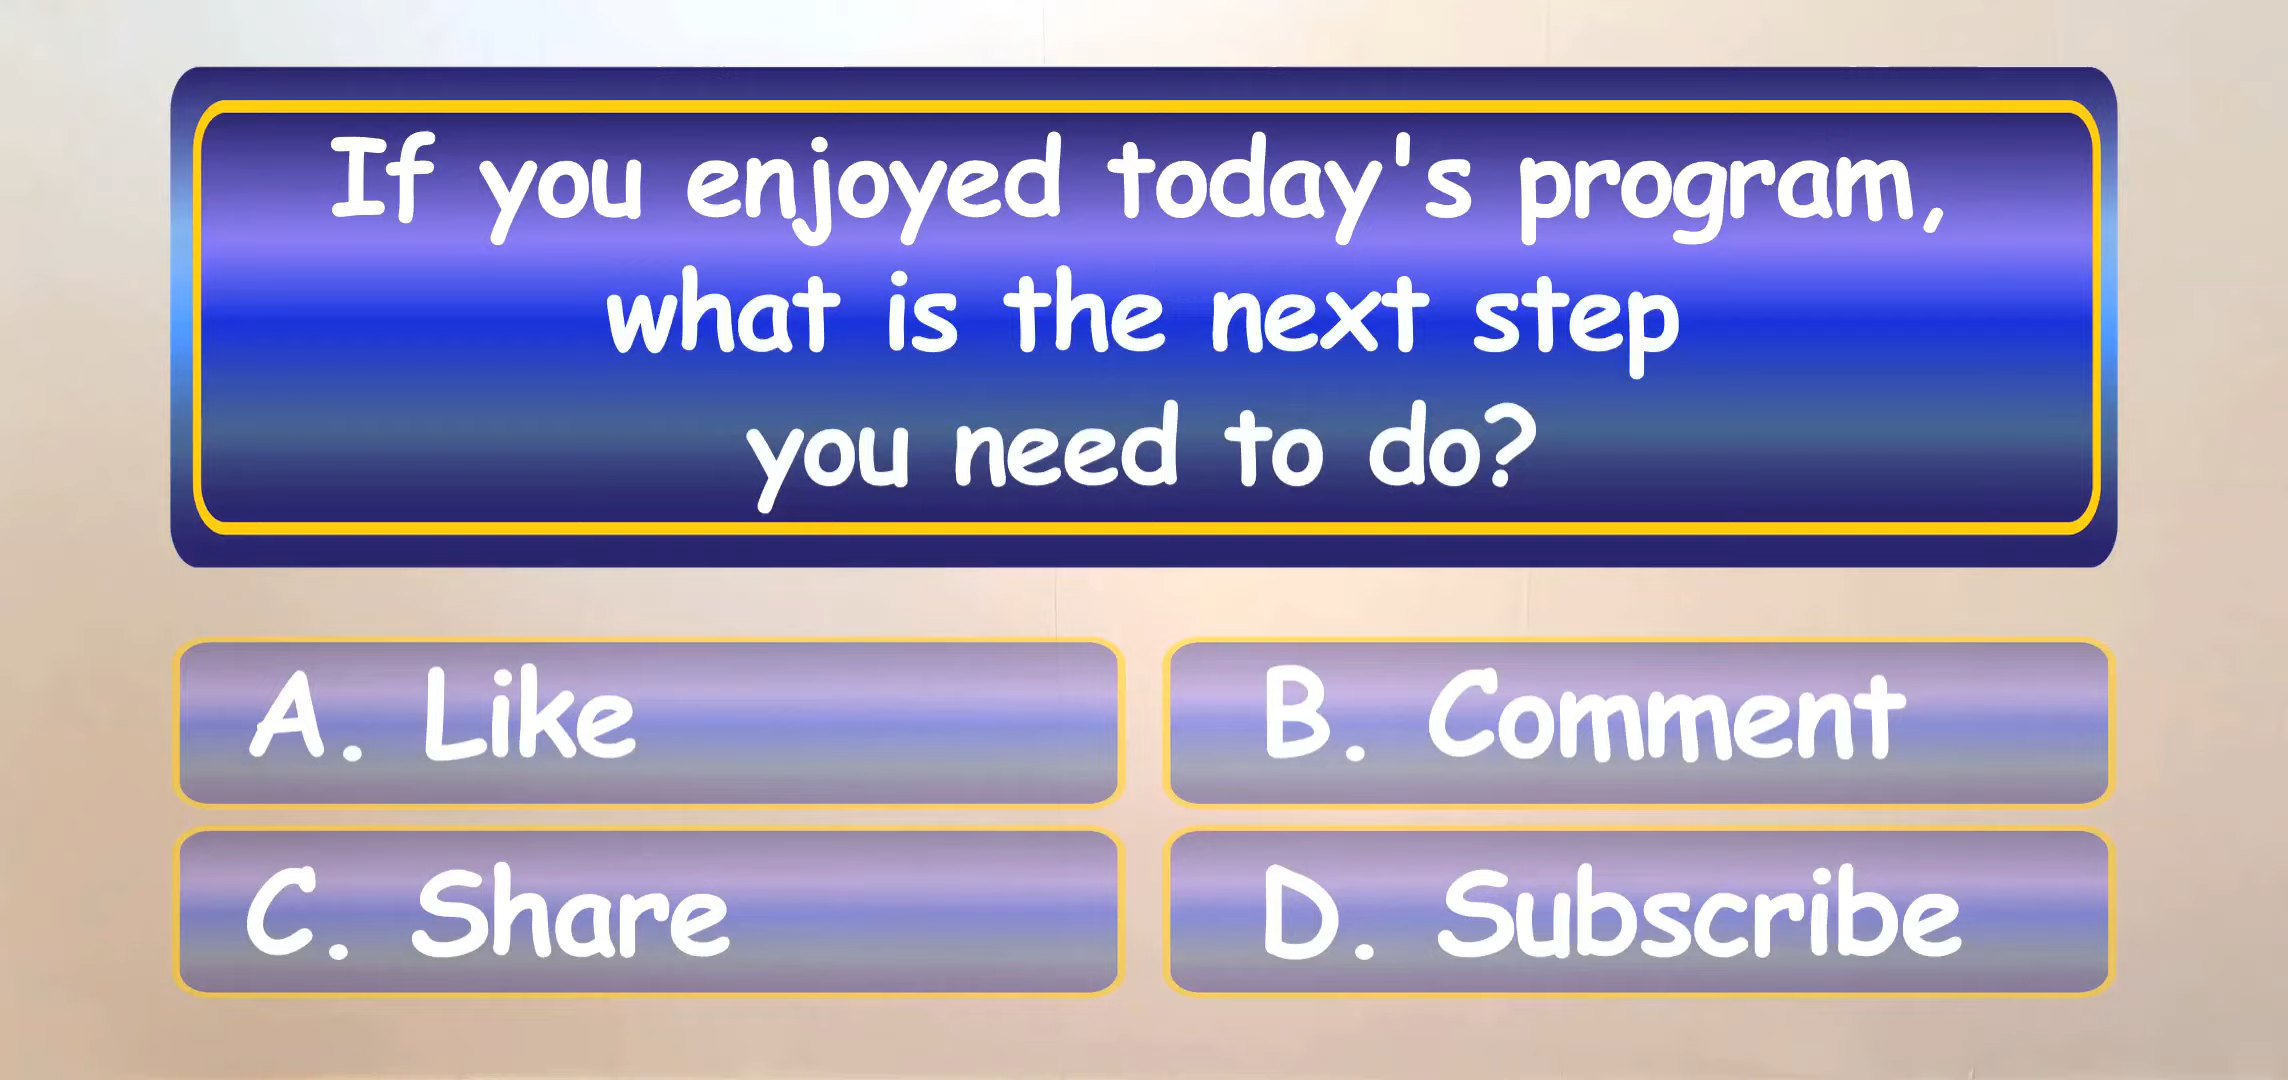 If you enjoyed today's program,
what is the next step
you need to do?
A. Like
B. Comment
C. Share
D. Subscribe